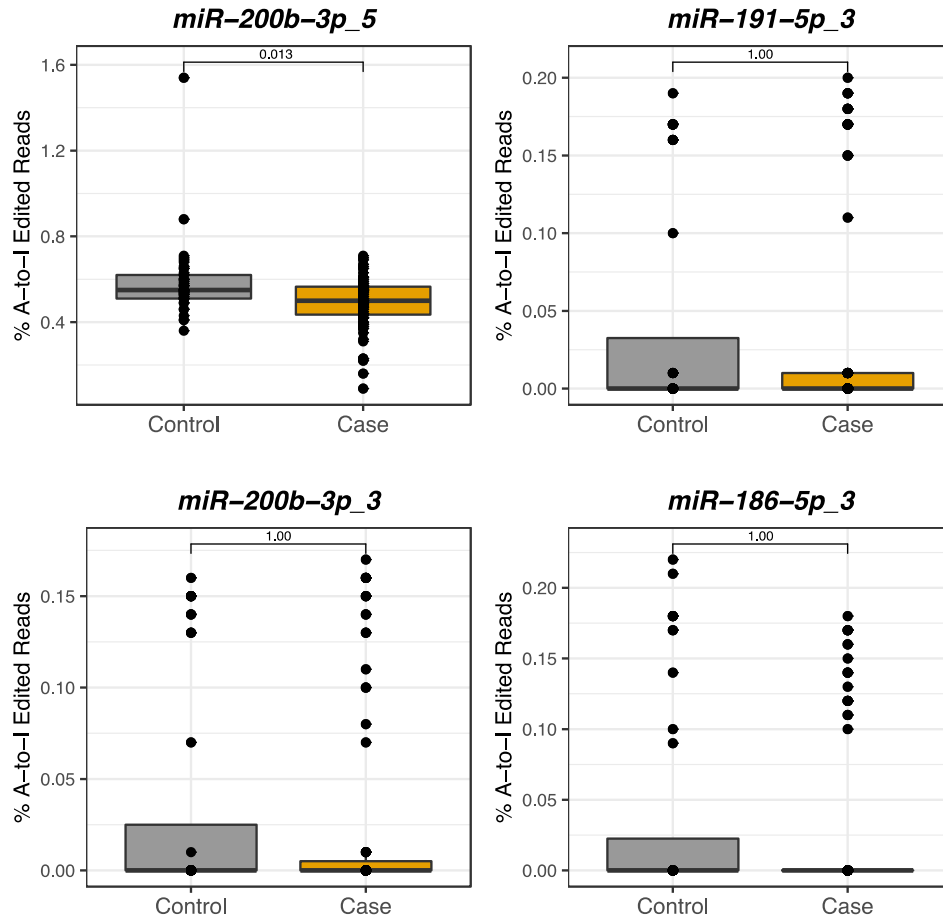 miR−200b−3p_5
% A−to−I Edited Reads
1.6
1.2
0.8
0.4
0.013
Control
Case
miR−191−5p_3
% A−to−I Edited Reads
0.20
0.15
0.10
0.05
0.00
1.00
Control
Case
miR−200b−3p_3
% A−to−I Edited Reads
0.15
0.10
0.05
0.00
1.00
Control
Case
miR−186−5p_3
% A−to−I Edited Reads
0.20
0.15
0.10
0.05
0.00
1.00
Control
Case